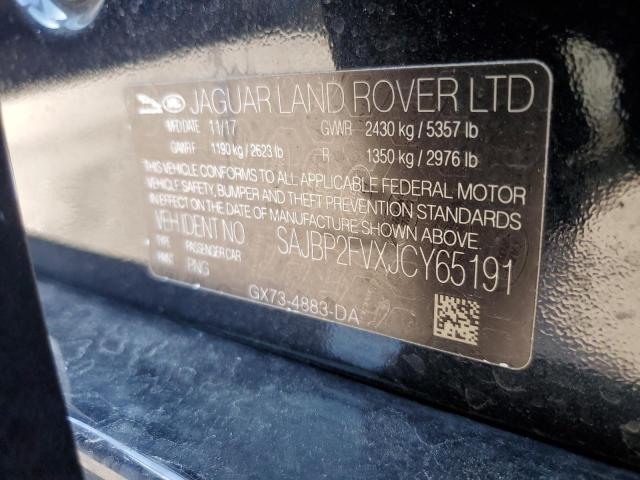 JAGUAR LAND ROVER LTD
MFD DATE 11/17 GVWR 2430 kg / 5357 lb
GAWR F 1190 kg / 2623 lb R 1350 kg / 2976 lb
THIS VEHICLE CONFORMS TO ALL APPLICABLE FEDERAL MOTOR
VEHICLE SAFETY, BUMPER AND THEFT PREVENTION STANDARDS
IN EFFECT ON THE DATE OF MANUFACTURE SHOWN ABOVE.
VEH IDENT NO SAJBP2FVXJCY65191
TYPE PASSENGER CAR
PAINT PNG
GX73-4883-DA